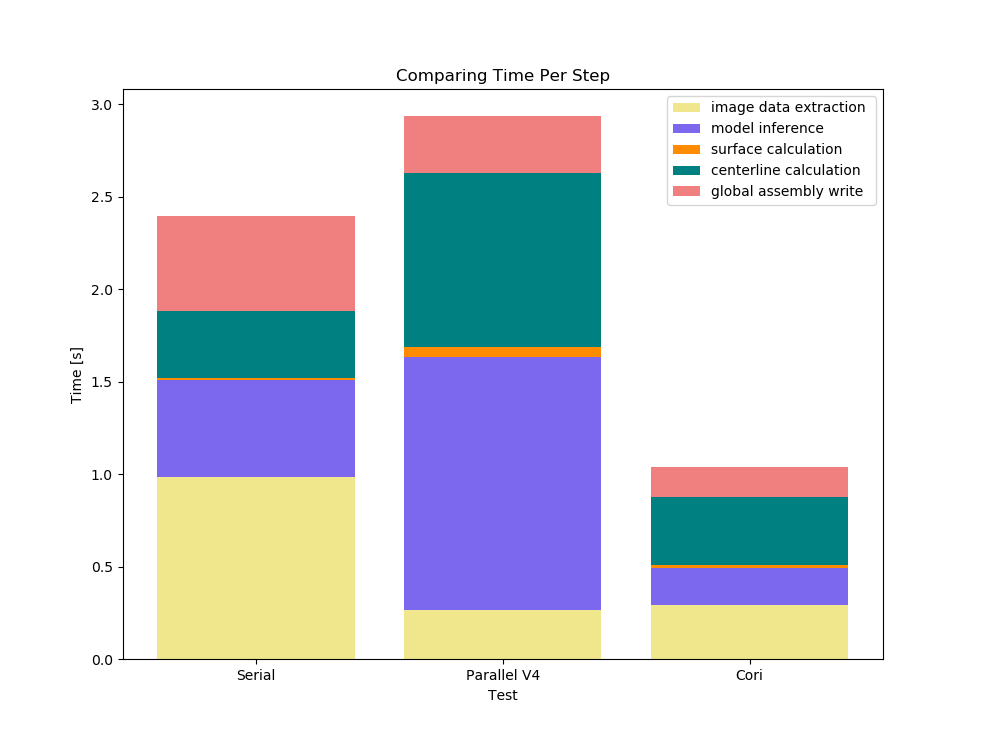 Comparing Time Per Step
3.0
2.5
2.0
1.5
1.0
0.5
0.0
Time [s]
image data extraction
model inference
surface calculation
centerline calculation
global assembly write
Serial
Parallel V4
Cori
Test